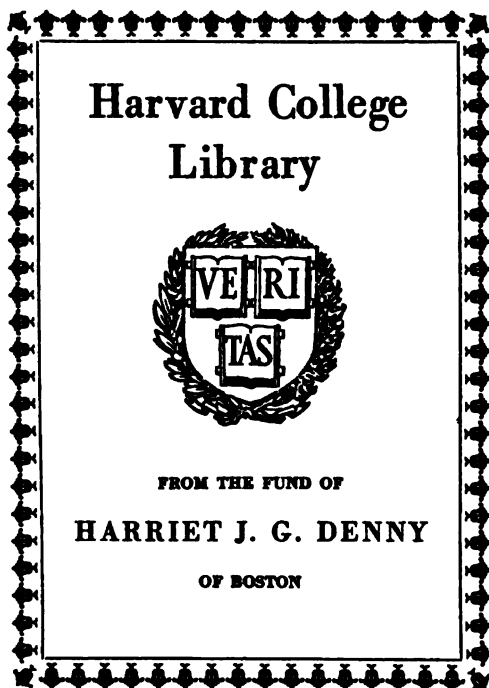 Harvard College
Library
VE RI
TAS
FROM THE FUND OF
HARRIET J. G. DENNY
OF BOSTON